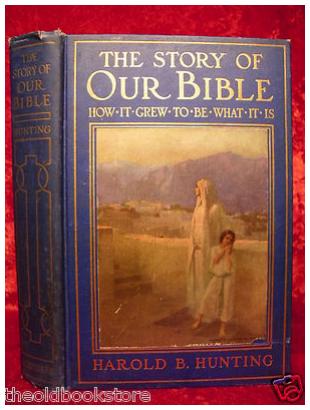 THE
STORY OF
OUR
BIBLE
HUNTING
THE STORY OF
OUR BIBLE
HOW·IT·GREW·TO·BE·WHAT·IT·IS
HAROLD B. HUNTING
theoldbookstore